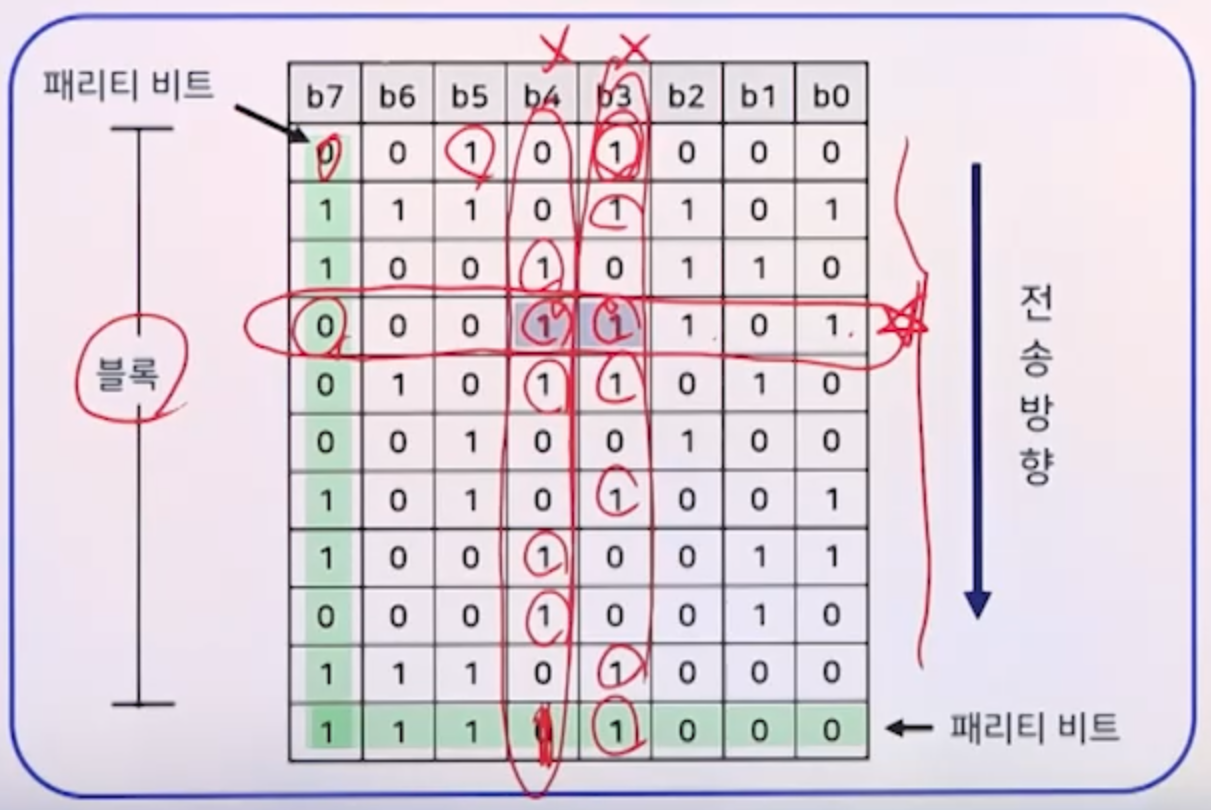 X X
패리티 비트
b7 b6 b5 b4 b3 b2 b1 b0
0 0 1 0 1 0 0 0
1 1 1 0 1 1 0 1
1 0 0 1 0 1 1 0
0 0 0 1 1 1 0 1
0 1 0 1 1 0 1 0
0 0 1 0 0 1 0 0
1 0 1 0 1 0 0 1
1 0 0 1 0 0 1 1
0 0 0 1 0 0 1 0
1 1 1 0 1 0 0 0
1 1 1 1 0 0 0
블록
전송방향
패리티 비트